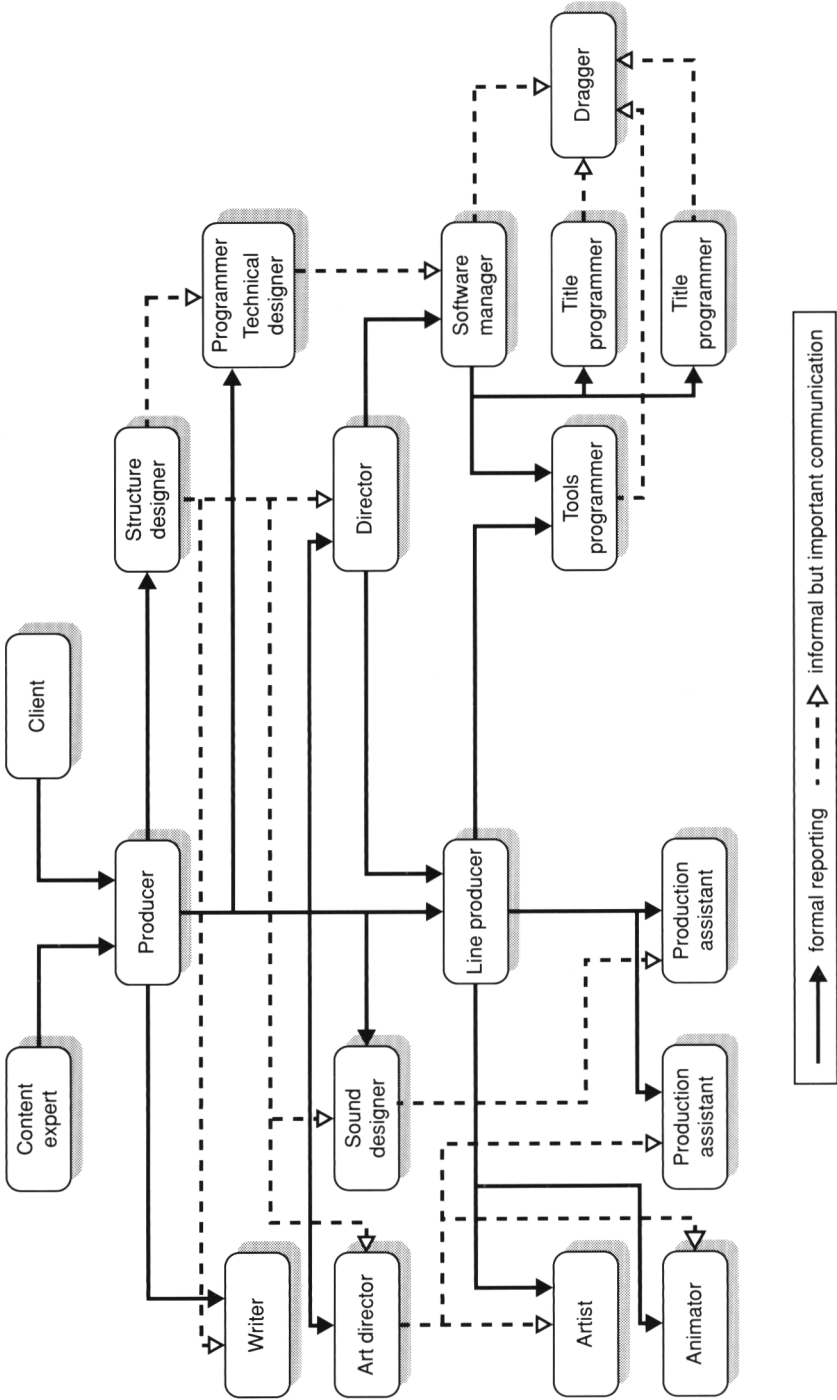 Content
expert
Client
Producer
Structure
designer
Writer
Programmer
Technical
designer
Art director
Sound
designer
Director
Line producer
Software
manager
Artist
Tools
programmer
Title
programmer
Dragger
Animator
Production
assistant
Production
assistant
Title
programmer
formal reporting
informal but important communication